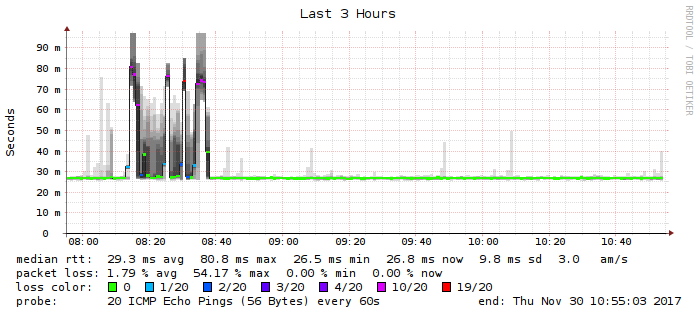 Last 3 Hours
RRDTOOL / TOBI OETIKER
Seconds
90 m
80 m
70 m
60 m
50 m
40 m
30 m
20 m
10 m
0
08:00 08:20 08:40 09:00 09:20 09:40 10:00 10:20 10:40
median rtt: 29.3 ms avg 80.8 ms max 26.5 ms min 26.8 ms now 9.8 ms sd 3.0 am/s
packet loss: 1.79 % avg 54.17 % max 0.00 % min 0.00 % now
loss color: 0 1/20 2/20 3/20 4/20 10/20 19/20
probe: 20 ICMP Echo Pings (56 Bytes) every 60s end: Thu Nov 30 10:55:03 2017